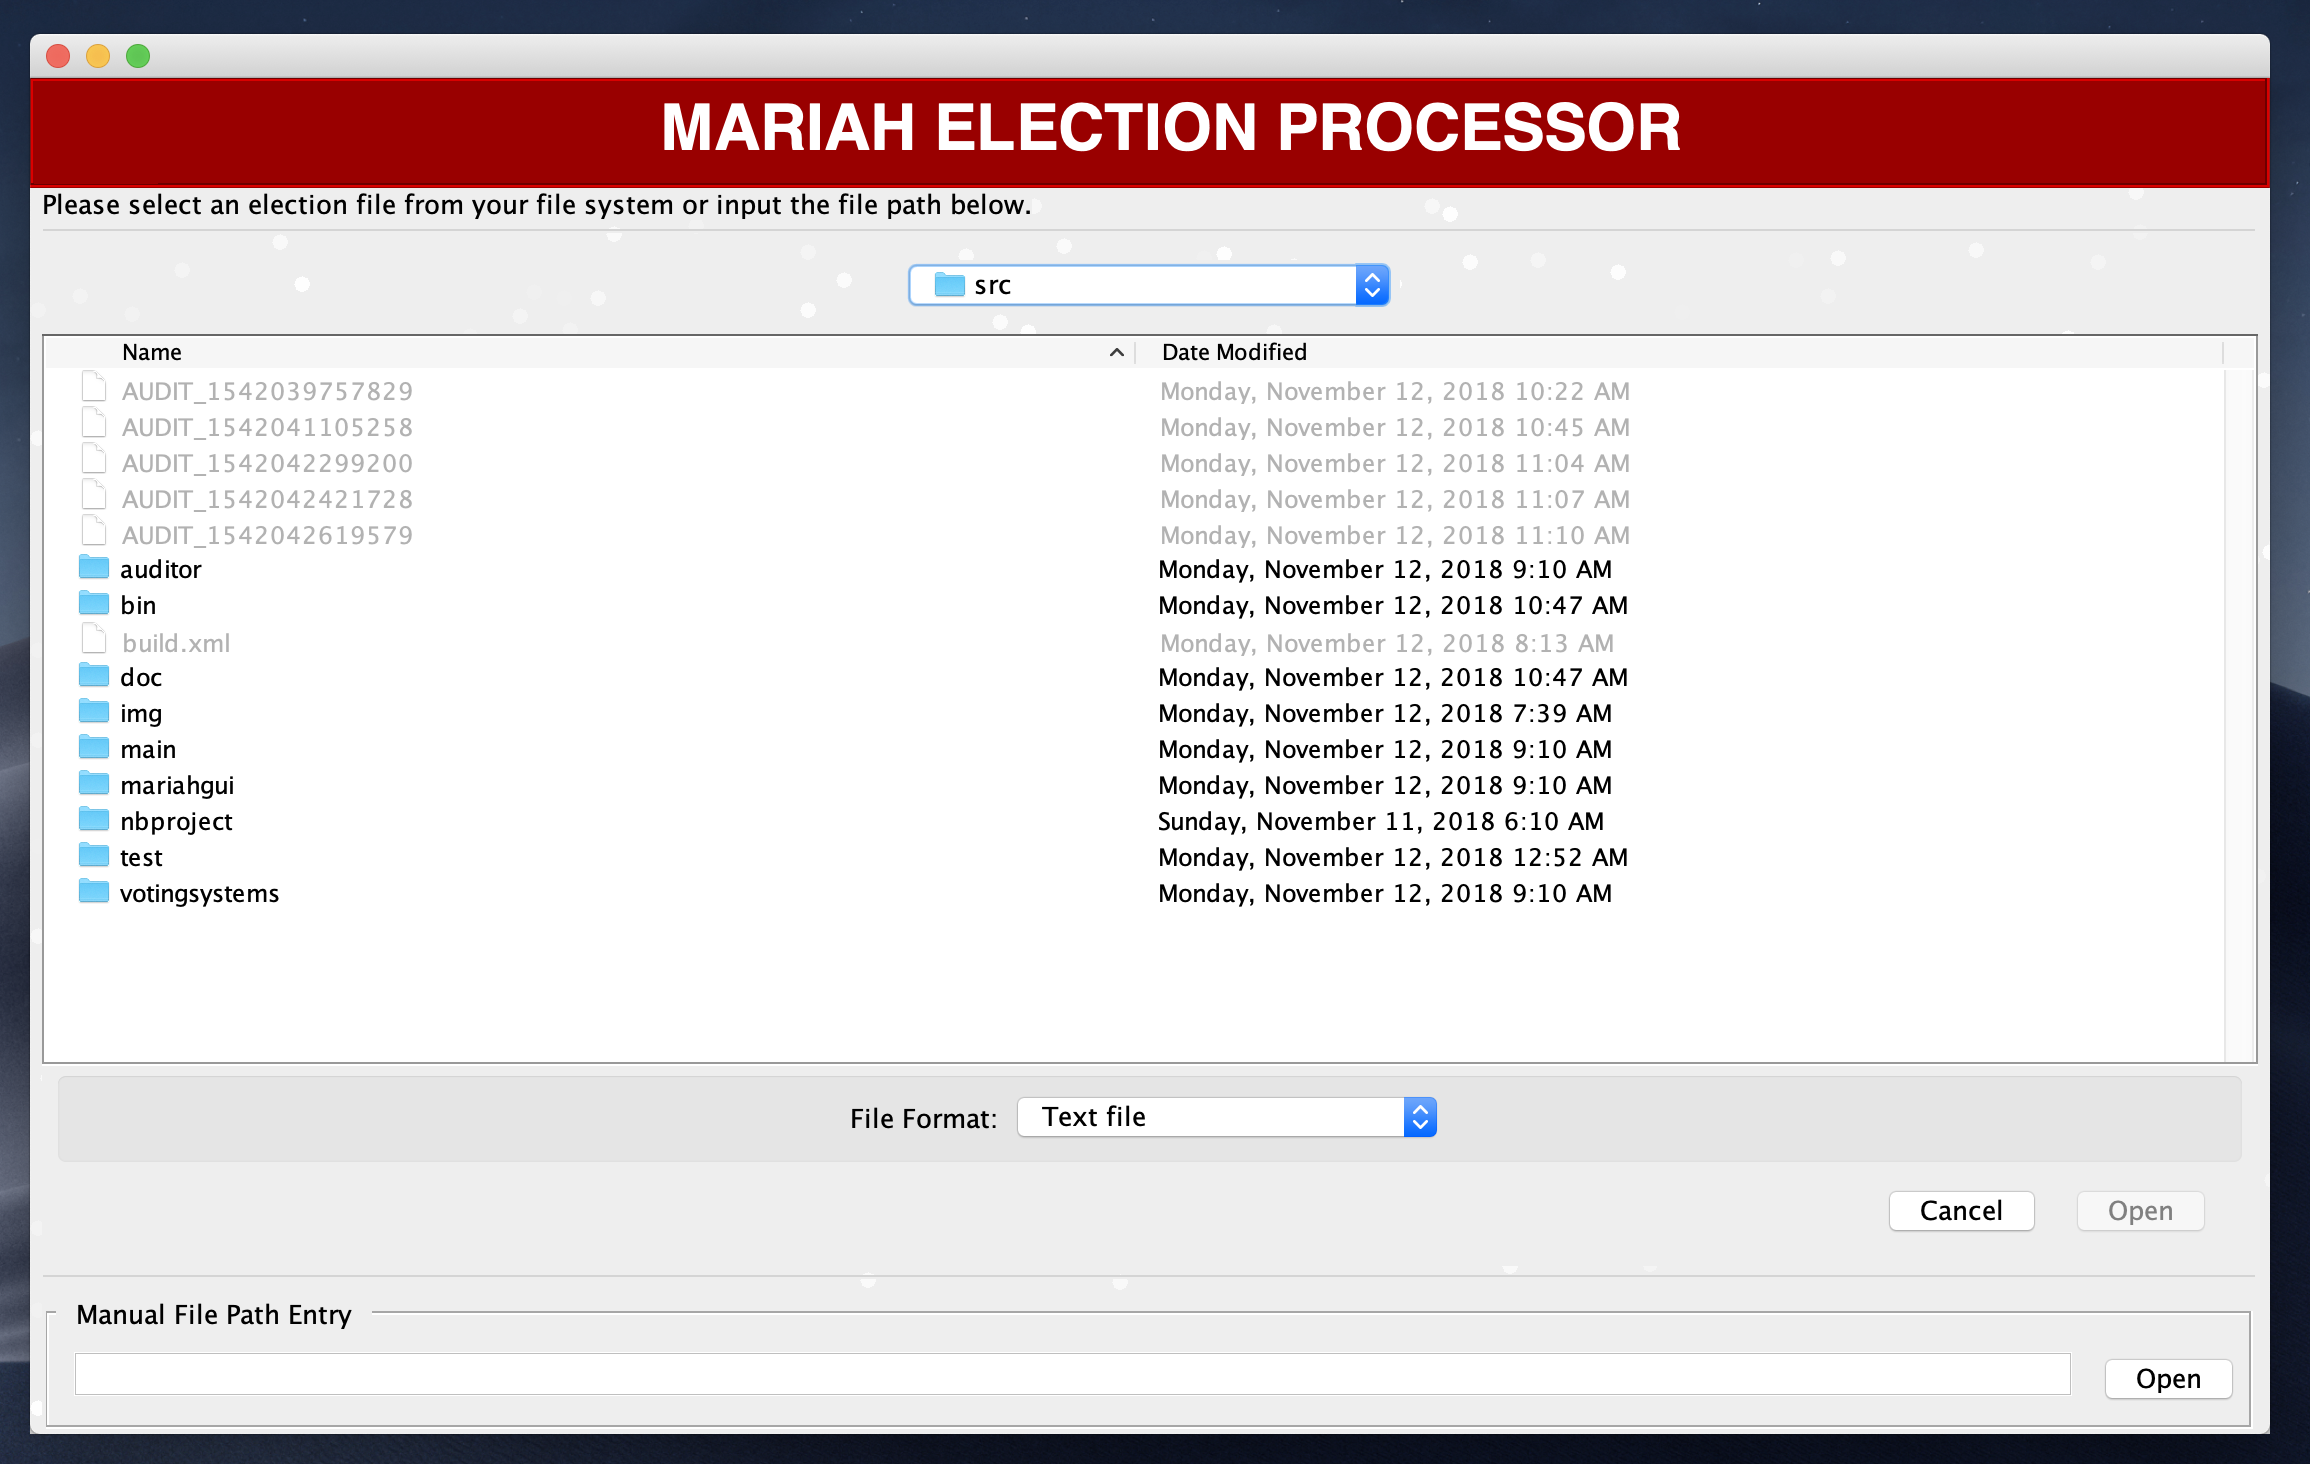 MARIAH ELECTION PROCESSOR
Please select an election file from your file system or input the file path below.
src
Name Date Modified
AUDIT_1542039757829 Monday, November 12, 2018 10:22 AM
AUDIT_1542041105258 Monday, November 12, 2018 10:45 AM
AUDIT_1542042299200 Monday, November 12, 2018 11:04 AM
AUDIT_1542042421728 Monday, November 12, 2018 11:07 AM
AUDIT_1542042619579 Monday, November 12, 2018 11:10 AM
auditor Monday, November 12, 2018 9:10 AM
bin Monday, November 12, 2018 10:47 AM
build.xml Monday, November 12, 2018 8:13 AM
doc Monday, November 12, 2018 10:47 AM
img Monday, November 12, 2018 7:39 AM
main Monday, November 12, 2018 9:10 AM
mariahgui Monday, November 12, 2018 9:10 AM
nbproject Sunday, November 11, 2018 6:10 AM
test Monday, November 12, 2018 12:52 AM
votingsystems Monday, November 12, 2018 9:10 AM
File Format: Text file
Cancel Open
Manual File Path Entry
Open